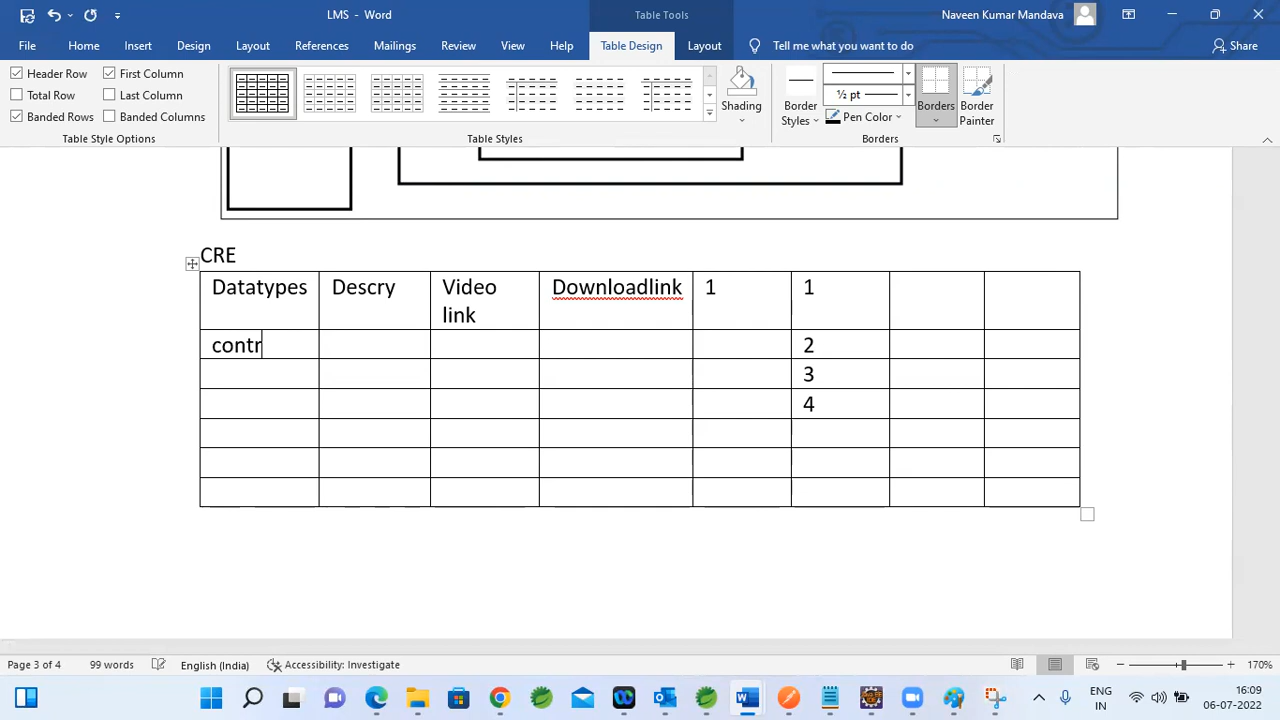 LMS - Word
Table Tools
Naveen Kumar Mandava
File Home Insert Design Layout References Mailings Review View Help Table Design Layout Tell me what you want to do Share
Header Row First Column
Total Row Last Column
Banded Rows Banded Columns
Table Style Options
Table Styles
Shading
Border Styles
½ pt
Pen Color
Borders
Border Painter
Borders
CRE
Datatypes Descry Video link Downloadlink 1 1
contr 2
3
4
Page 3 of 4 99 words English (India) Accessibility: Investigate 170%
ENG IN
16:09
06-07-2022